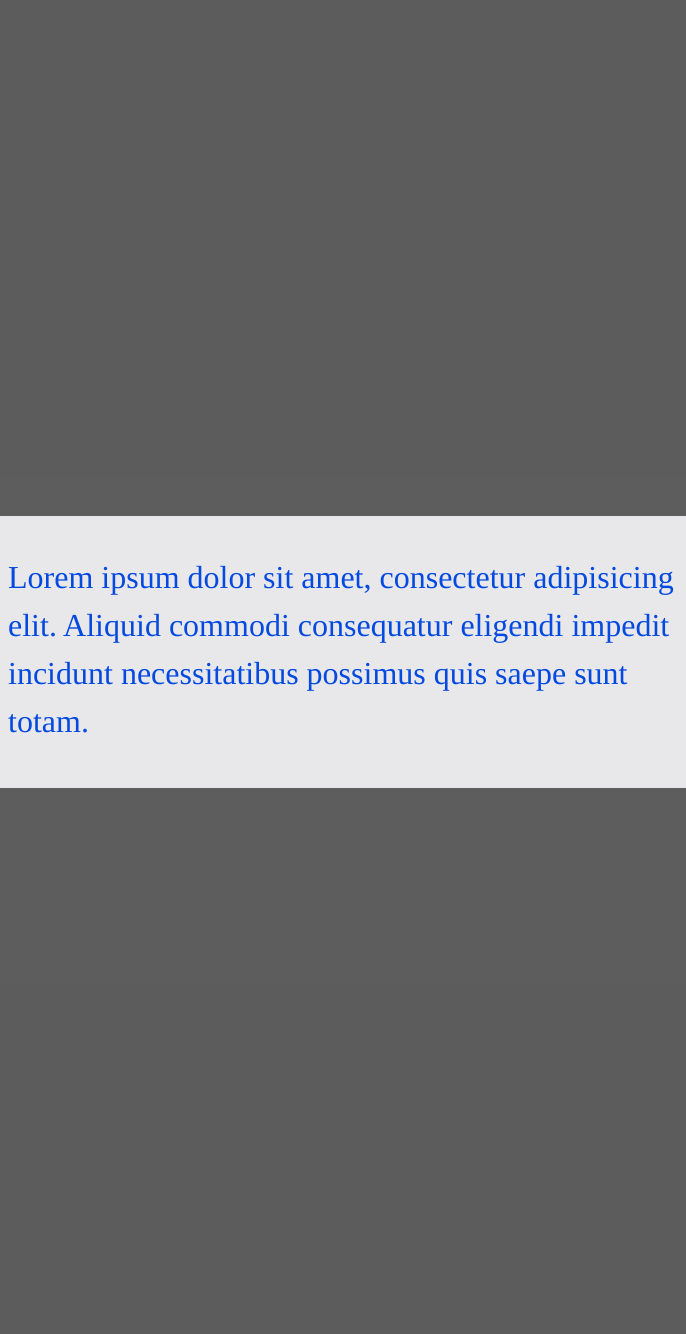 Lorem ipsum dolor sit amet, consectetur adipisicing
elit. Aliquid commodi consequatur eligendi impedit
incidunt necessitatibus possimus quis saepe sunt
totam.